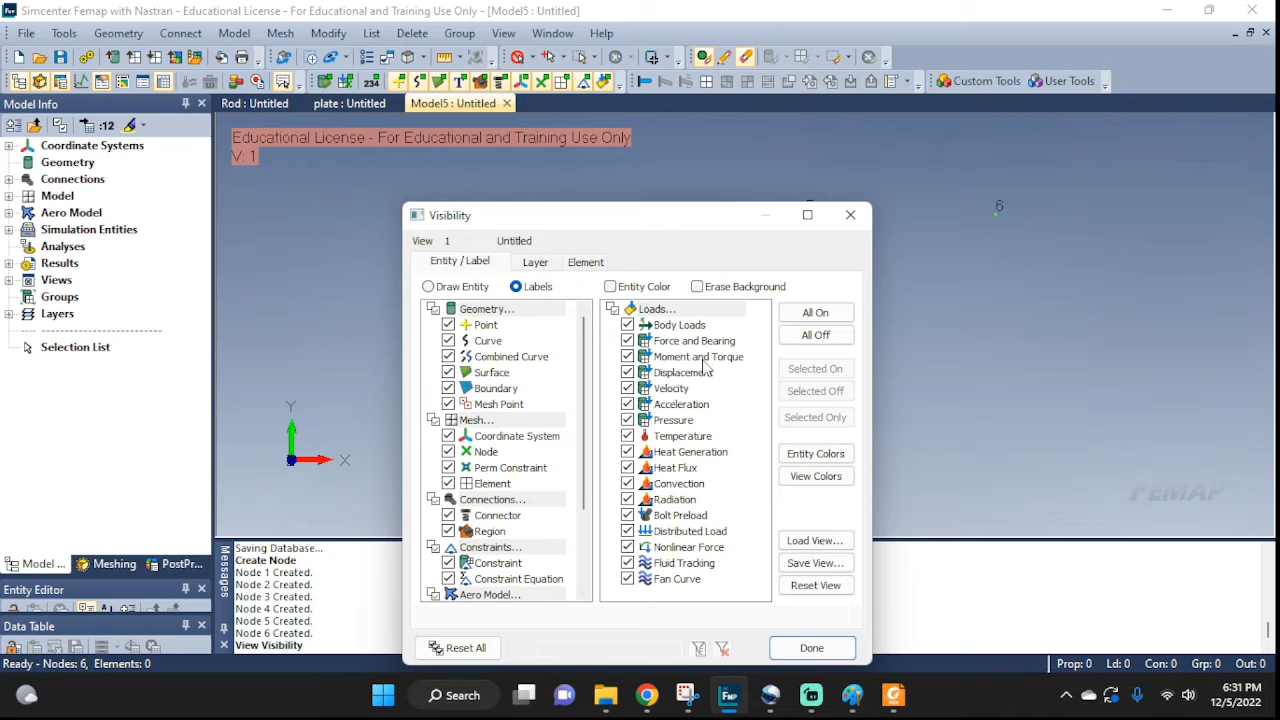 Simcenter Femap with Nastran - Educational License - For Educational and Training Use Only - [Model5 : Untitled]
File Tools Geometry Connect Model Mesh Modify List Delete Group View Window Help
234 Custom Tools User Tools
Model Info
Rod : Untitled plate : Untitled Model5 : Untitled
:12
Educational License - For Educational and Training Use Only
V: 1
Coordinate Systems
Geometry
Connections
Model
Aero Model
Simulation Entities
Analyses
Results
Views
Groups
Layers
Selection List
6
Y
X
FEMAP
Visibility
View 1 Untitled
Entity / Label Layer Element
Draw Entity Labels Entity Color Erase Background
Geometry...
Point
Curve
Combined Curve
Surface
Boundary
Mesh Point
Mesh...
Coordinate System
Node
Perm Constraint
Element
Connections...
Connector
Region
Constraints...
Constraint
Constraint Equation
Aero Model...
Loads...
Body Loads
Force and Bearing
Moment and Torque
Displacement
Velocity
Acceleration
Pressure
Temperature
Heat Generation
Heat Flux
Convection
Radiation
Bolt Preload
Distributed Load
Nonlinear Force
Fluid Tracking
Fan Curve
All On
All Off
Selected On
Selected Off
Selected Only
Entity Colors
View Colors
Load View...
Save View...
Reset View
Reset All
Done
Model ... Meshing PostPr...
Entity Editor
Data Table
Messages
Saving Database...
Create Node
Node 1 Created.
Node 2 Created.
Node 3 Created.
Node 4 Created.
Node 5 Created.
Node 6 Created.
View Visibility
Ready - Nodes: 6, Elements: 0
Prop: 0 Ld: 0 Con: 0 Grp: 0 Out: 0
Search
FMP
6:31 PM
12/5/2022